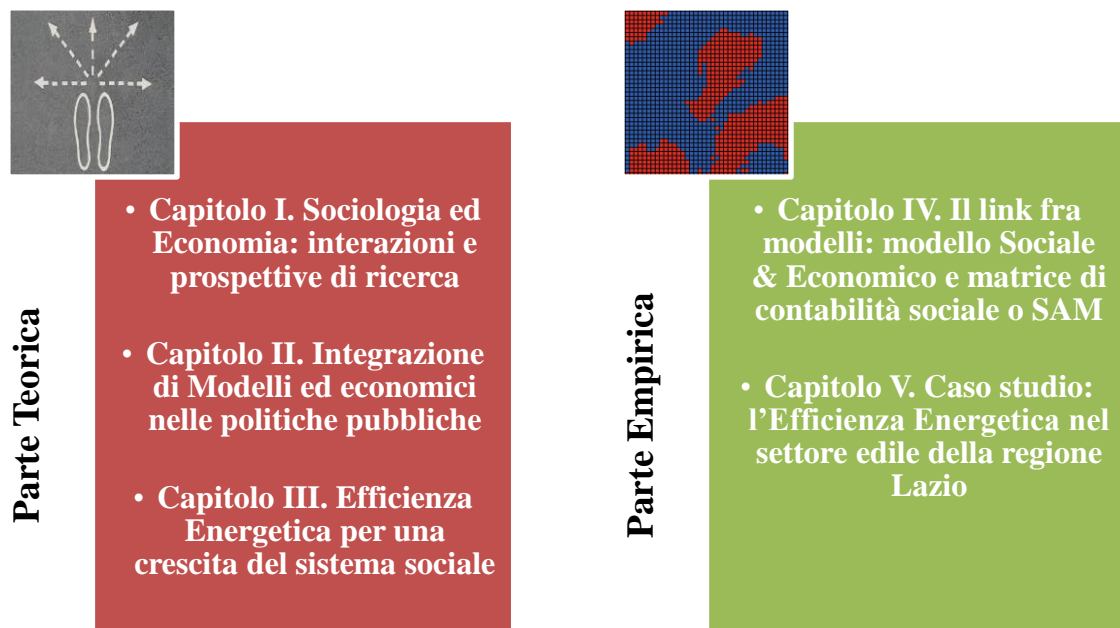 Parte Teorica
• Capitolo I. Sociologia ed
Economia: interazioni e
prospettive di ricerca
• Capitolo II. Integrazione
di Modelli ed economici
nelle politiche pubbliche
• Capitolo III. Efficienza
Energetica per una
crescita del sistema sociale
Parte Empirica
• Capitolo IV. Il link fra
modelli: modello Sociale
& Economico e matrice di
contabilità sociale o SAM
• Capitolo V. Caso studio:
l’Efficienza Energetica nel
settore edile della regione
Lazio